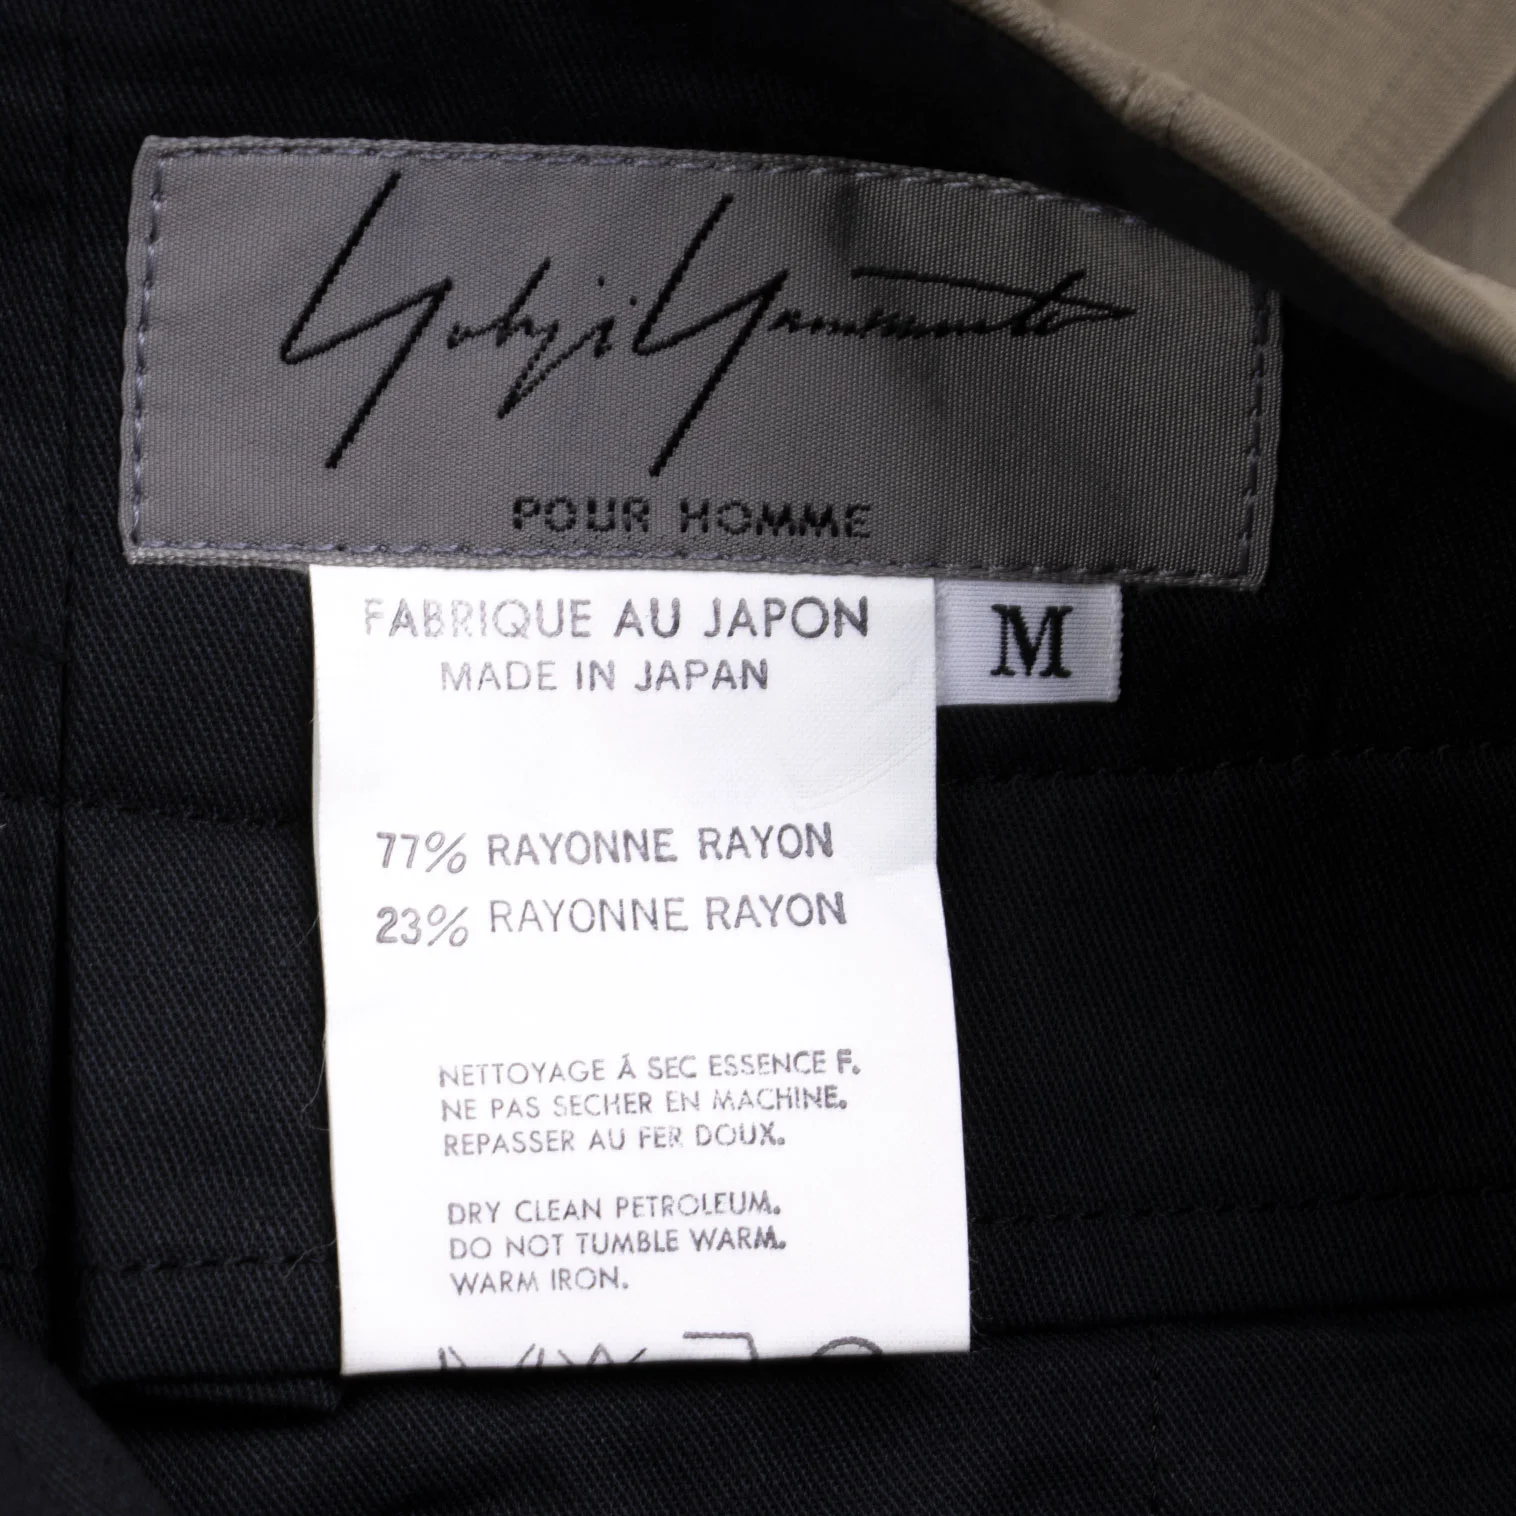 Yohji Yamamoto
POUR HOMME
FABRIQUE AU JAPON
MADE IN JAPAN
M
77% RAYONNE RAYON
23% RAYONNE RAYON
NETTOYAGE Á SEC ESSENCE F.
NE PAS SECHER EN MACHINE.
REPASSER AU FER DOUX.
DRY CLEAN PETROLEUM.
DO NOT TUMBLE WARM.
WARM IRON.